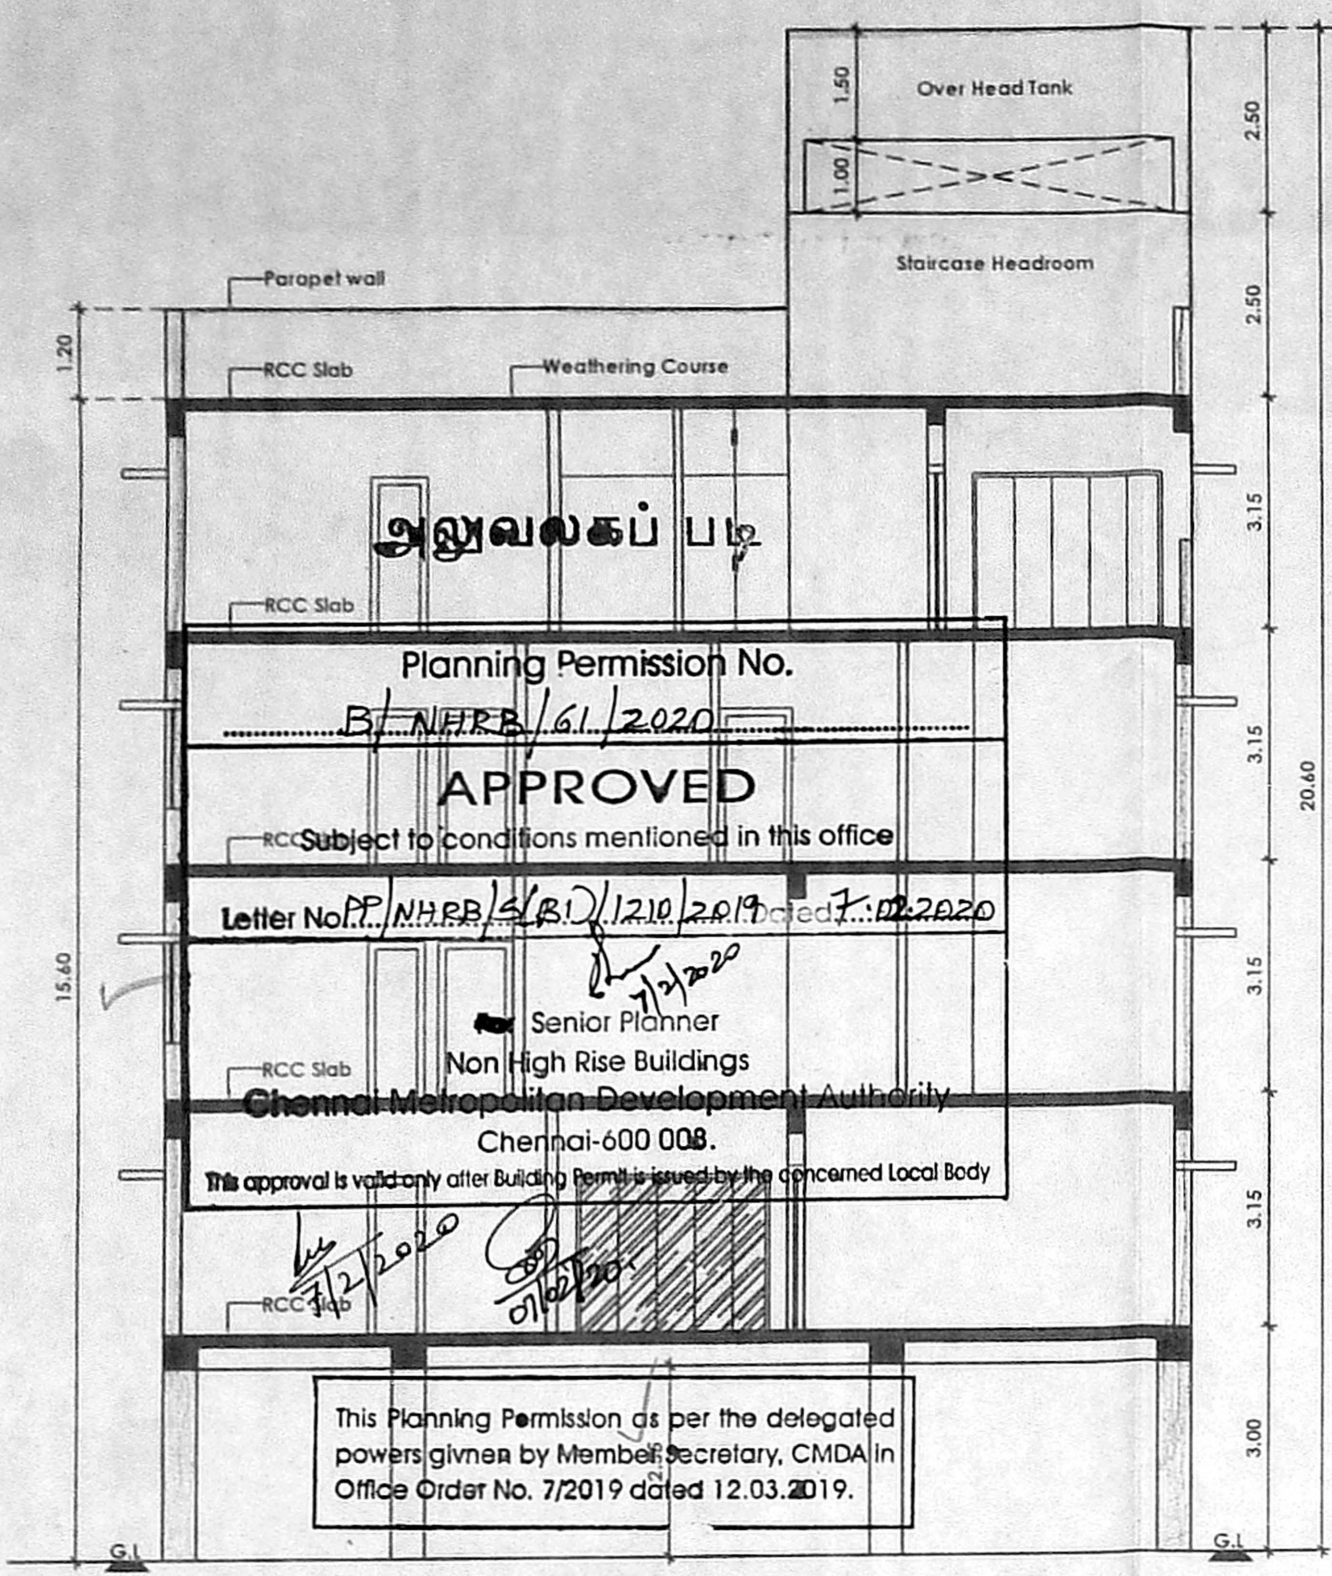 1.50
Over Head Tank
2.50
1.00
Staircase Headroom
Parapet wall
2.50
1.20
RCC Slab
Weathering Course
அலுவலகப் படி
3.15
RCC Slab
Planning Permission No.
B/ NHRB/61/2020
3.15
20.60
APPROVED
Subject to conditions mentioned in this office
RCC
Letter No PP/NHRB/S(B1)/1210/2019 Dated 7.02.2020
15.60
7/2/2020
3.15
Senior Planner
Non High Rise Buildings
RCC Slab
Chennai Metropolitan Development Authority
Chennai-600 008.
This approval is valid only after Building Permit is issued by the concerned Local Body
3.15
7/2/2020
07/02/20.
RCC Slab
This Planning Permission as per the delegated
powers givnen by Member Secretary, CMDA in
Office Order No. 7/2019 dated 12.03.2019.
3.00
G.L
G.L